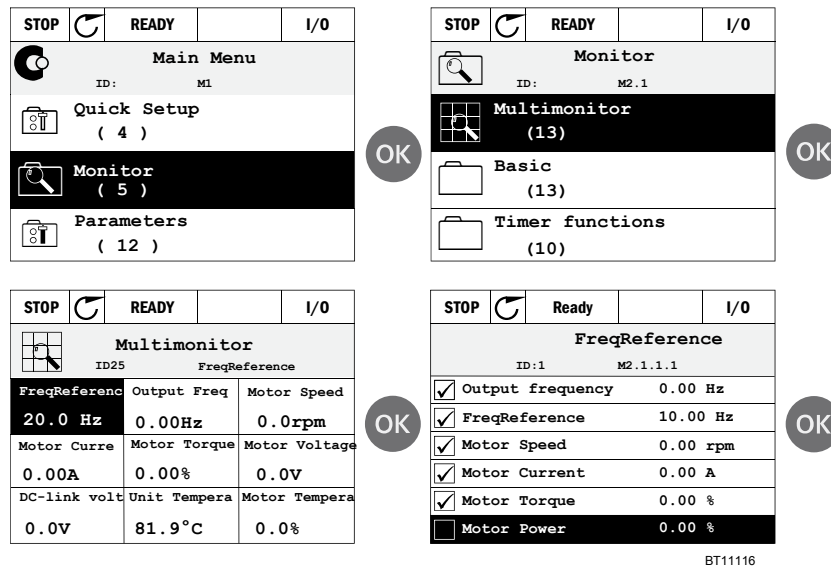 STOP READY I/O
Main Menu
ID: M1
Quick Setup
( 4 )
Monitor
( 5 )
Parameters
( 12 )
OK
STOP READY I/O
Monitor
ID: M2.1
Multimonitor
(13)
Basic
(13)
Timer functions
(10)
OK
STOP READY I/O
Multimonitor
ID25 FreqReference
FreqReferenc Output Freq Motor Speed
20.0 Hz 0.00Hz 0.0rpm
Motor Curre Motor Torque Motor Voltage
0.00A 0.00% 0.0V
DC-link volt Unit Tempera Motor Tempera
0.0V 81.9°C 0.0%
OK
STOP Ready I/O
FreqReference
ID:1 M2.1.1.1
Output frequency 0.00 Hz
FreqReference 10.00 Hz
Motor Speed 0.00 rpm
Motor Current 0.00 A
Motor Torque 0.00 %
Motor Power 0.00 %
OK
BT11116